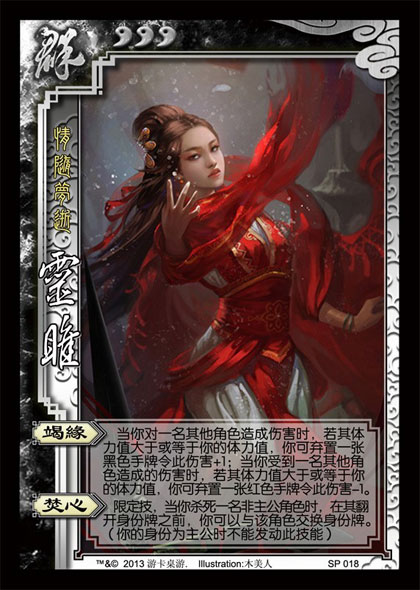 群
情隨夢逝
靈雎
竭緣
当你对一名其他角色造成伤害时，若其体
力值大于或等于你的体力值，你可弃置一张
黑色手牌令此伤害+1；当你受到一名其他角
色造成的伤害时，若其体力值大于或等于你
的体力值，你可弃置一张红色手牌令此伤害-1。
焚心
限定技，当你杀死一名非主公角色时，在其翻
开身份牌之前，你可以与该角色交换身份牌。
（你的身份为主公时不能发动此技能）
™&© 2013 游卡桌游. Illustration:木美人 SP 018